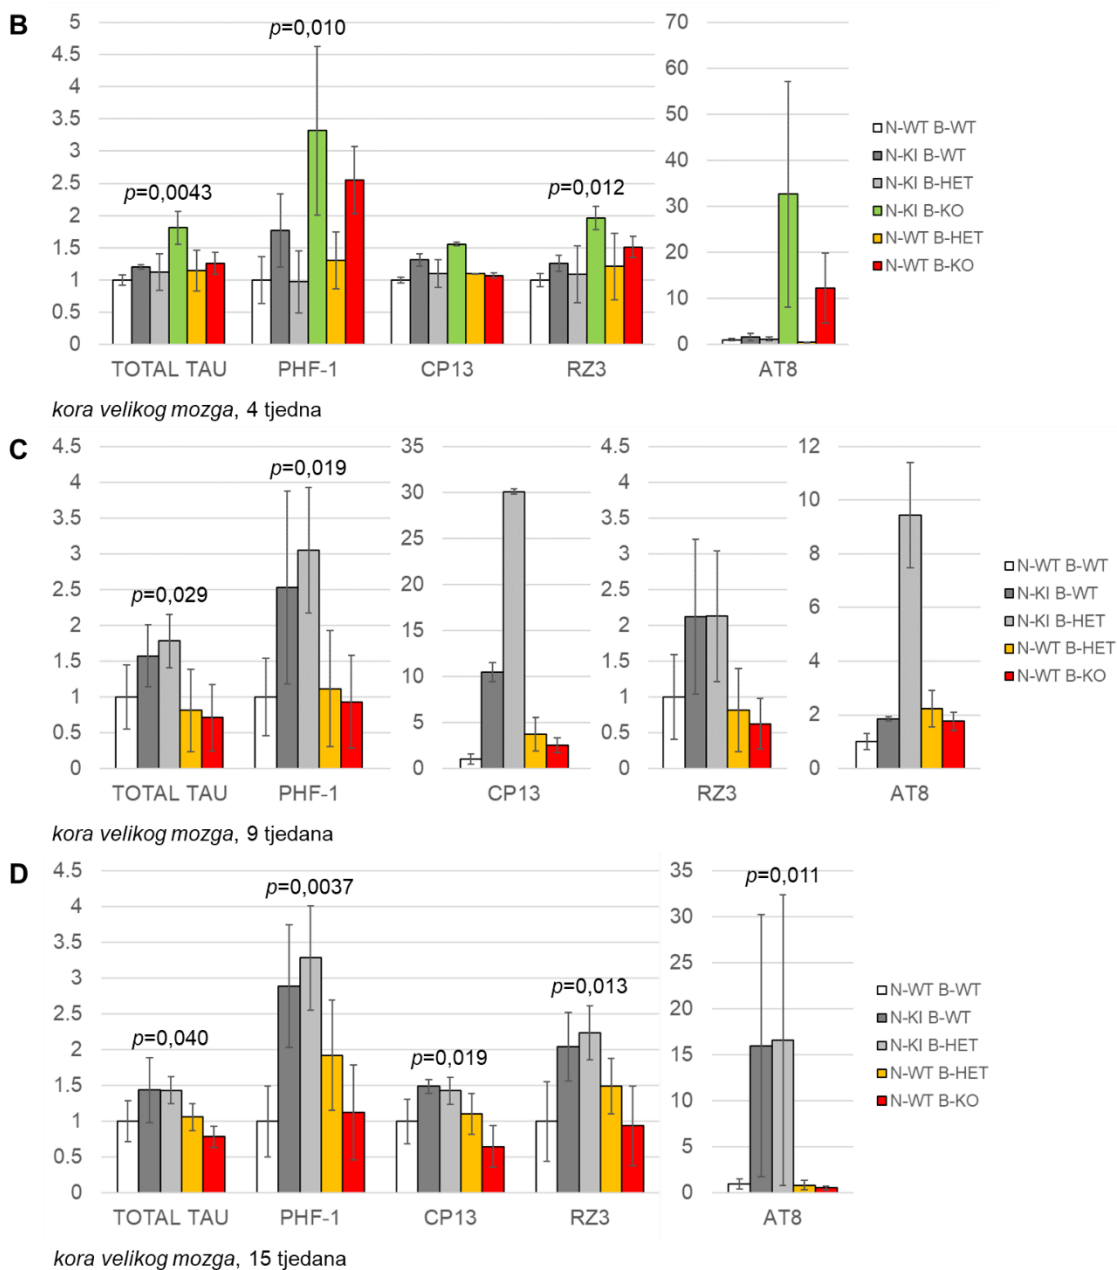 B
5
4.5
4
3.5
3
2.5
2
1.5
1
0.5
0
p=0,0043
p=0,010
p=0,012
TOTAL TAU PHF-1 CP13 RZ3
70
60
50
40
30
20
10
0
AT8
N-WT B-WT
N-KI B-WT
N-KI B-HET
N-KI B-KO
N-WT B-HET
N-WT B-KO
kora velikog mozga, 4 tjedna
C
4.5
4
3.5
3
2.5
2
1.5
1
0.5
0
p=0,029
p=0,019
TOTAL TAU PHF-1
35
30
25
20
15
10
5
0
CP13
4.5
4
3.5
3
2.5
2
1.5
1
0.5
0
RZ3
12
10
8
6
4
2
0
AT8
N-WT B-WT
N-KI B-WT
N-KI B-HET
N-WT B-HET
N-WT B-KO
kora velikog mozga, 9 tjedana
D
4.5
4
3.5
3
2.5
2
1.5
1
0.5
0
p=0,040
p=0,0037
p=0,019
p=0,013
TOTAL TAU PHF-1 CP13 RZ3
35
30
25
20
15
10
5
0
p=0,011
AT8
N-WT B-WT
N-KI B-WT
N-KI B-HET
N-WT B-HET
N-WT B-KO
kora velikog mozga, 15 tjedana